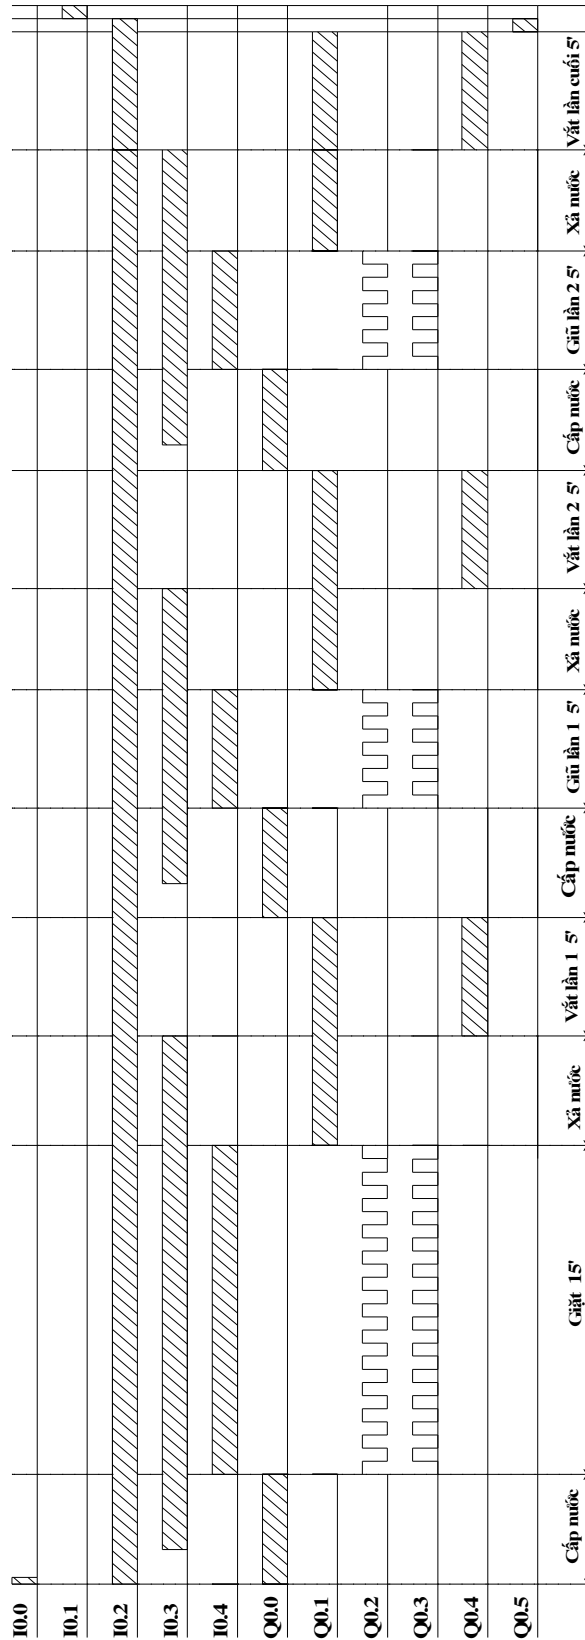 I0.0
I0.1
I0.2
I0.3
I0.4
Q0.0
Q0.1
Q0.2
Q0.3
Q0.4
Q0.5
Cấp nước
Giặt 15'
Xả nước
Vắt lần 1 5'
Cấp nước
Giũ lần 1 5'
Xả nước
Vắt lần 2 5'
Cấp nước
Giũ lần 2 5'
Xả nước
Vắt lần cuối 5'